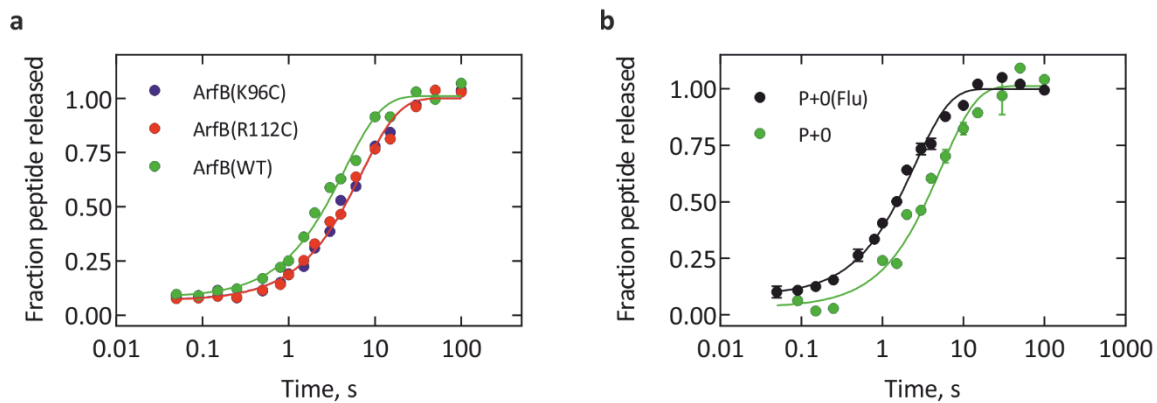 a
Fraction peptide released
1.00
0.75
0.50
0.25
0.00
ArfB(K96C)
ArfB(R112C)
ArfB(WT)
0.01 0.1 1 10 100
Time, s
b
Fraction peptide released
1.00
0.75
0.50
0.25
0.00
P+0(Flu)
P+0
0.01 0.1 1 10 100 1000
Time, s